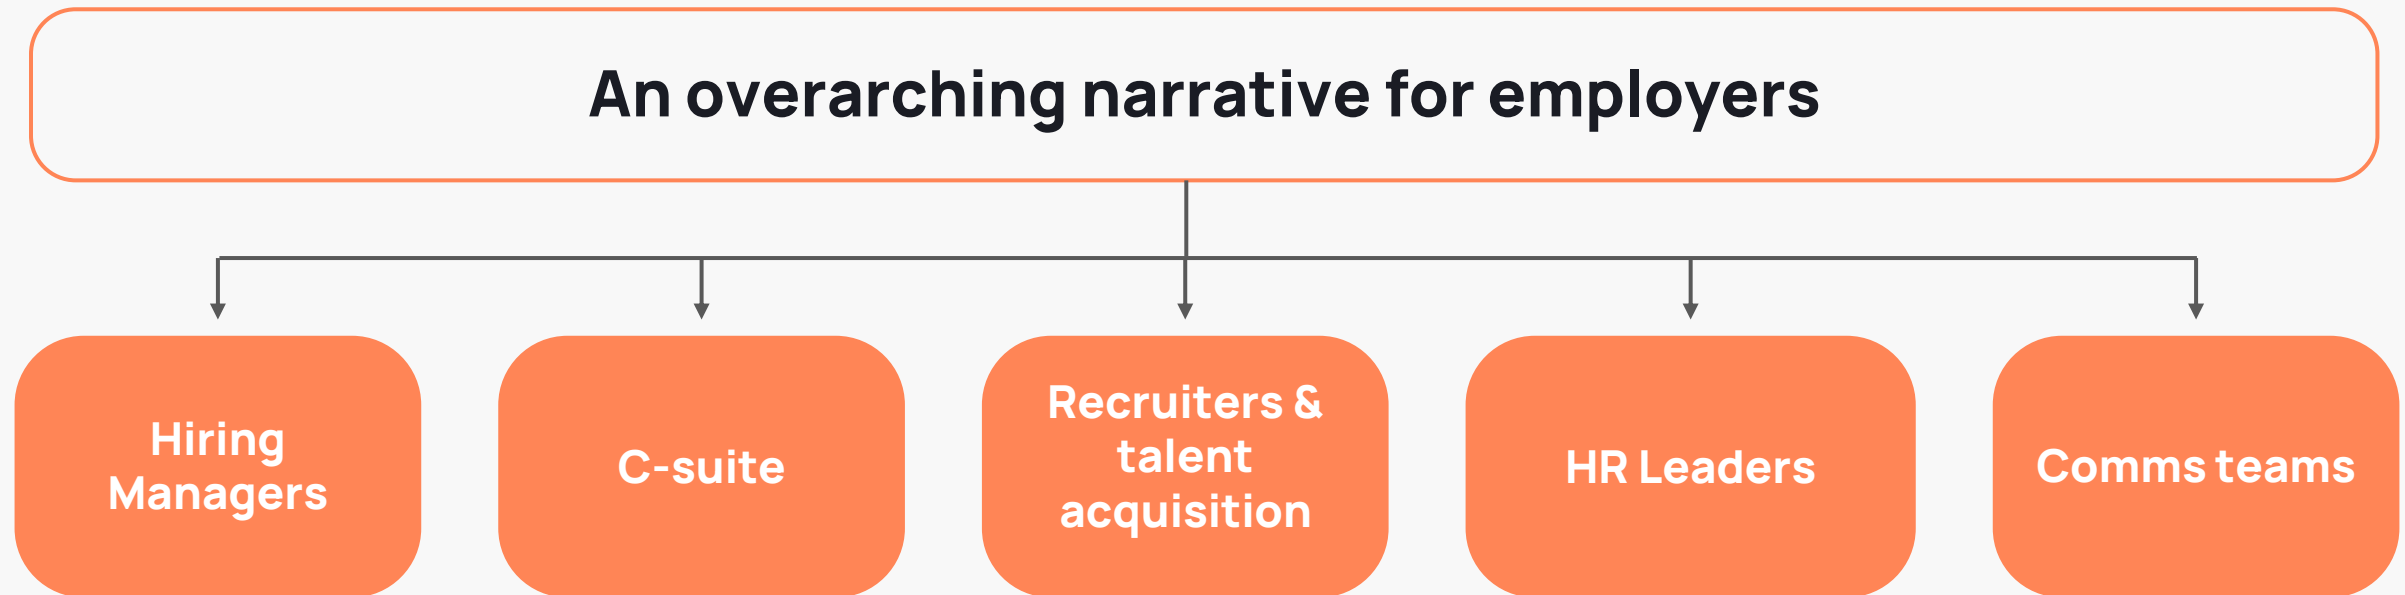 An overarching narrative for employers
Hiring
Managers
C-suite
Recruiters &
talent
acquisition
HR Leaders
Comms teams